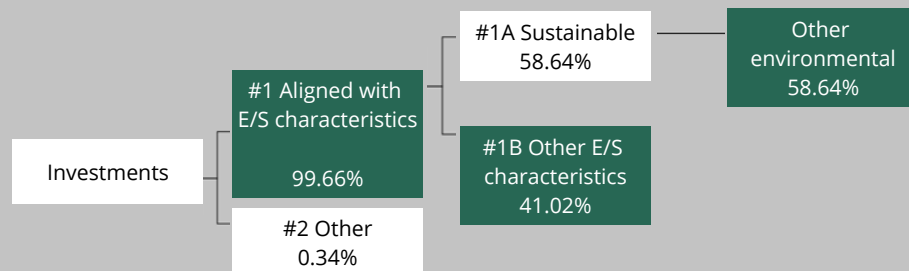 Investments
#1 Aligned with
E/S characteristics
99.66%
#2 Other
0.34%
#1A Sustainable
58.64%
#1B Other E/S
characteristics
41.02%
Other
environmental
58.64%